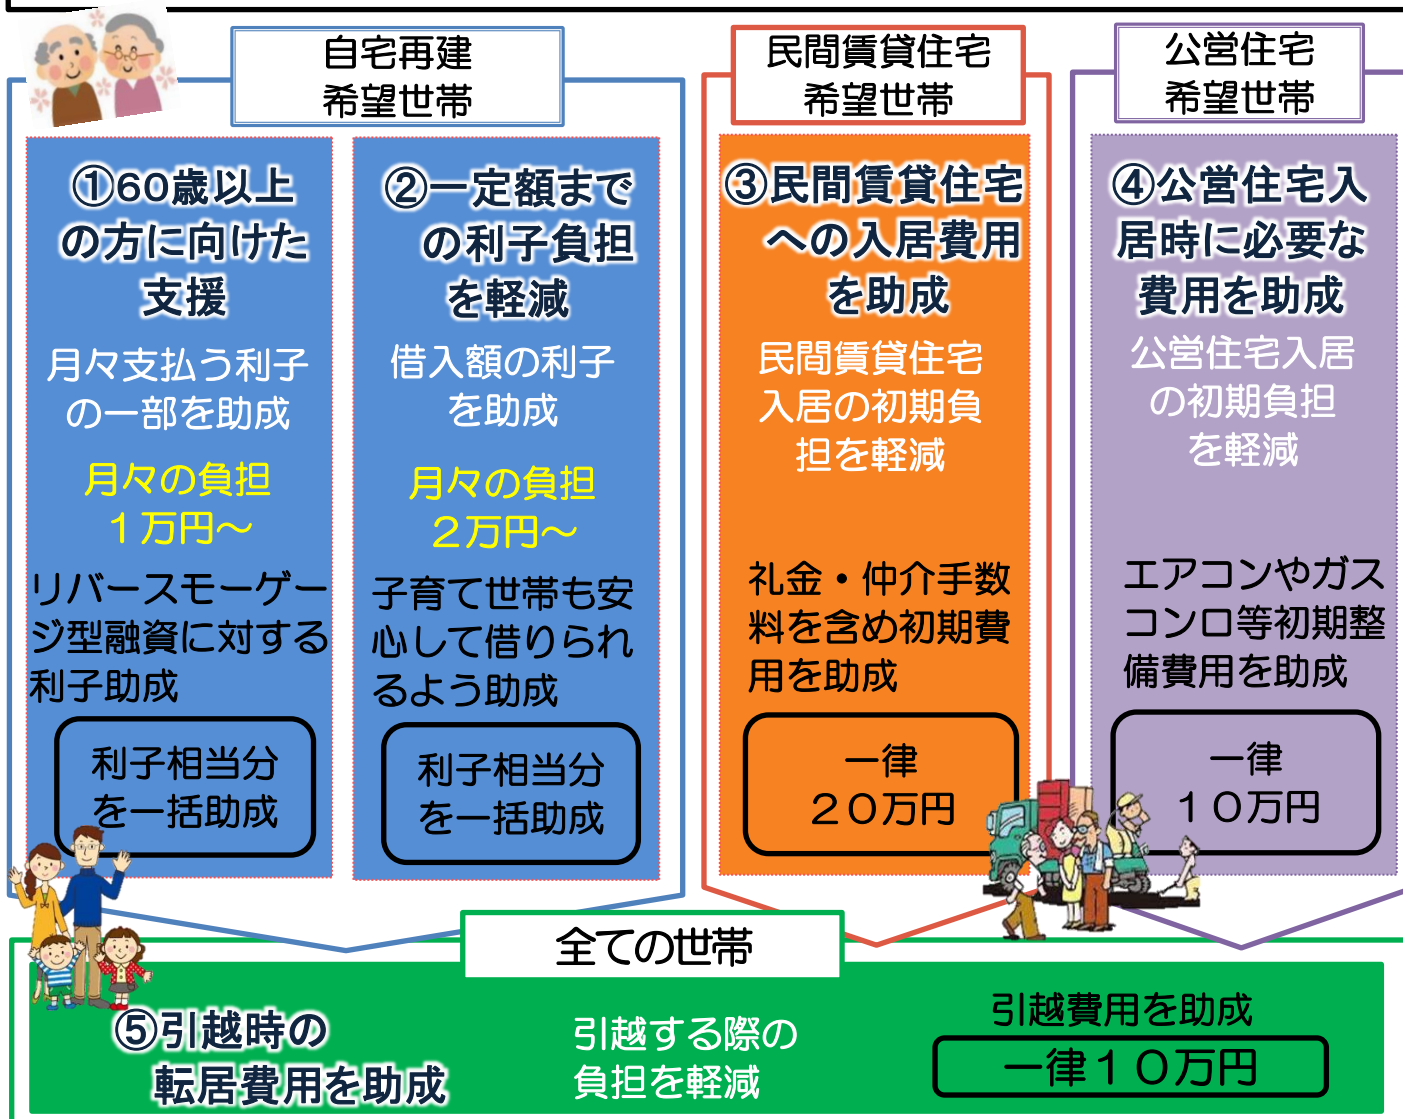 自宅再建
希望世帯
①60歳以上
の方に向けた
支援
月々支払う利子
の一部を助成
月々の負担
１万円～
リバースモーゲー
ジ型融資に対する
利子助成
利子相当分
を一括助成
②一定額まで
の利子負担
を軽減
借入額の利子
を助成
月々の負担
２万円～
子育て世帯も安
心して借りられ
るよう助成
利子相当分
を一括助成
民間賃貸住宅
希望世帯
③民間賃貸住宅
への入居費用
を助成
民間賃貸住宅
入居の初期負
担を軽減
礼金・仲介手数
料を含め初期費
用を助成
一律
２０万円
公営住宅
希望世帯
④公営住宅入
居時に必要な
費用を助成
公営住宅入居
の初期負担
を軽減
エアコンやガス
コンロ等初期整
備費用を助成
一律
１０万円
全ての世帯
⑤引越時の
転居費用を助成
引越する際の
負担を軽減
引越費用を助成
一律１０万円